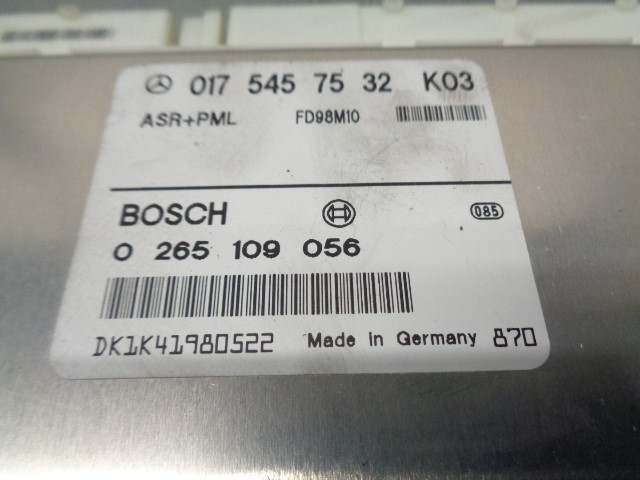 017 545 75 32 K03
ASR+PML FD98M10
BOSCH 085
0 265 109 056
DK1K41980522 Made in Germany 870